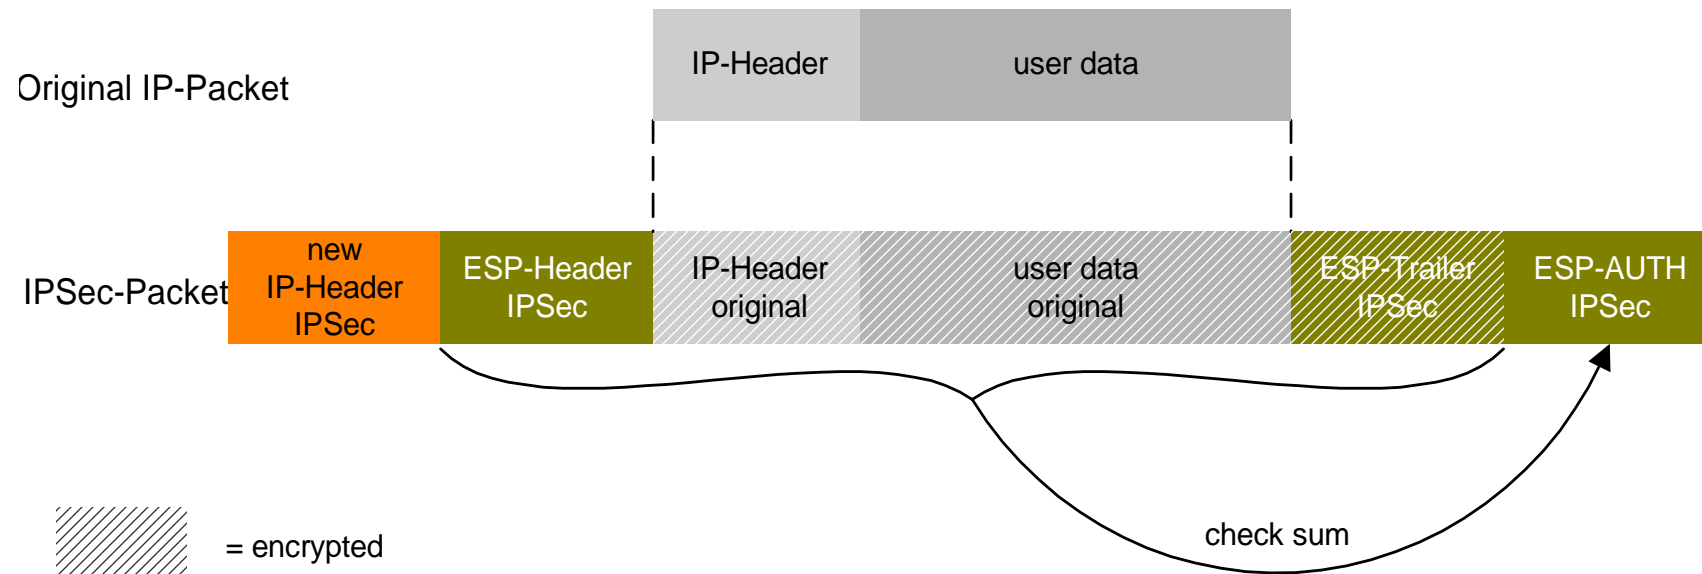 IP-Header
user data
Original IP-Packet
IPSec-Packet
new
IP-Header
IPSec
ESP-Header
IPSec
IP-Header
original
user data
original
ESP-Trailer
IPSec
ESP-AUTH
IPSec
check sum
= encrypted